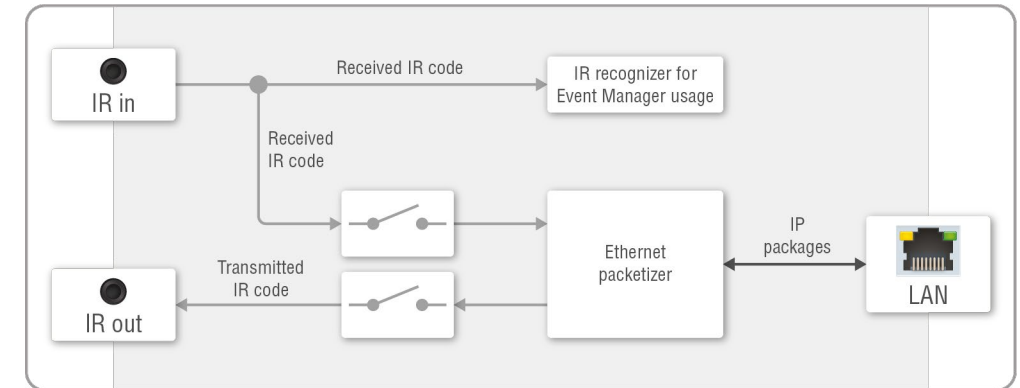 IR in
Received IR code
IR recognizer for
Event Manager usage
Received
IR code
Ethernet
packetizer
IP
packages
LAN
Transmitted
IR code
IR out